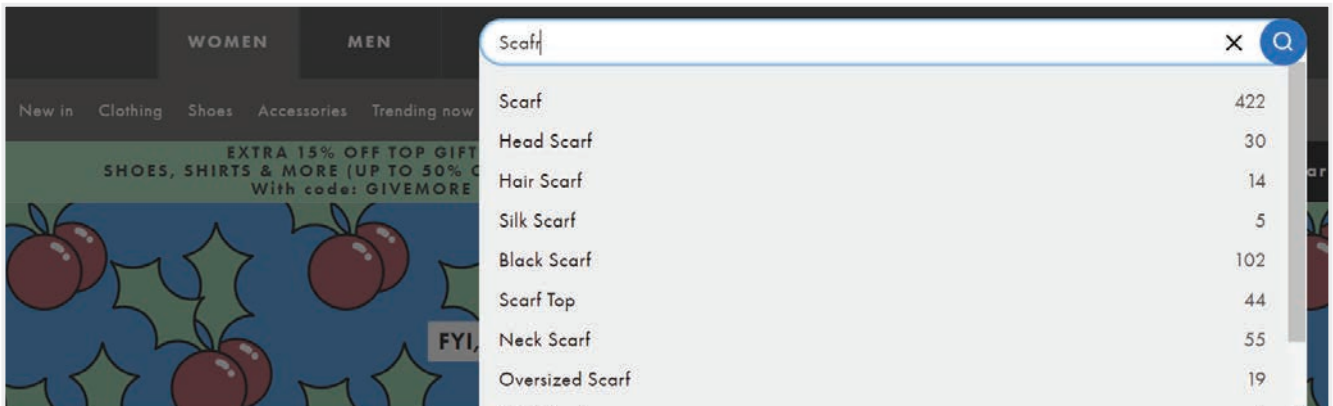 WOMEN MEN Scafr
New in Clothing Shoes Accessories Trending now
Scarf 422
Head Scarf 30
EXTRA 15% OFF TOP GIFT
SHOES, SHIRTS & MORE (UP TO 50%
With code: GIVEMORE
Hair Scarf 14
Silk Scarf 5
Black Scarf 102
Scarf Top 44
FYI,
Neck Scarf 55
Oversized Scarf 19